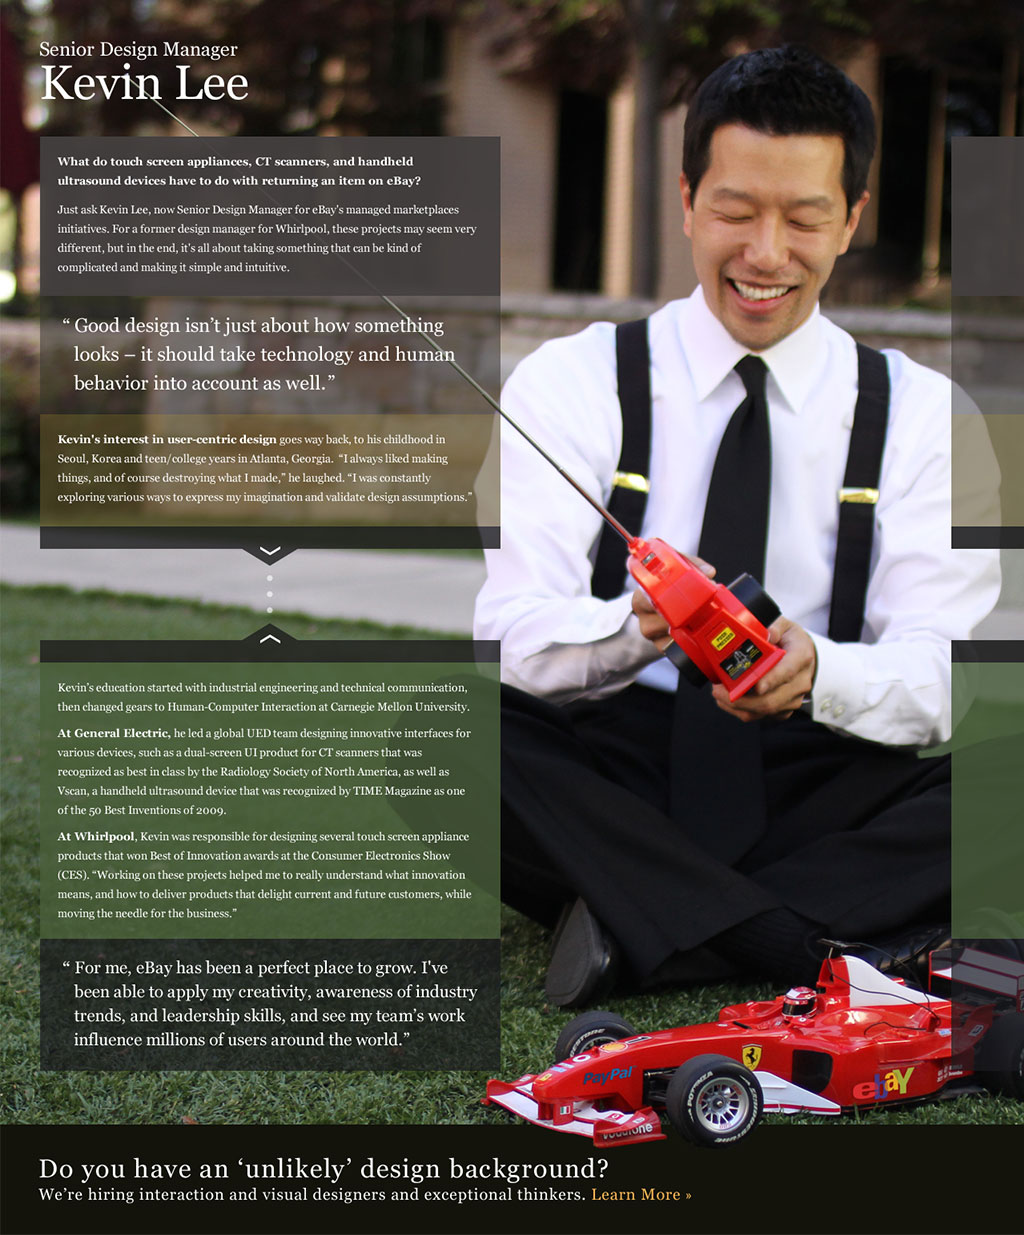 Senior Design Manager
Kevin Lee
What do touch screen appliances, CT scanners, and handheld
ultrasound devices have to do with returning an item on eBay?
Just ask Kevin Lee, now Senior Design Manager for eBay's managed marketplaces
initiatives. For a former design manager for Whirlpool, these projects may seem very
different, but in the end, it's all about taking something that can be kind of
complicated and making it simple and intuitive.
“ Good design isn’t just about how something
looks – it should take technology and human
behavior into account as well.”
Kevin's interest in user-centric design goes way back, to his childhood in
Seoul, Korea and teen/college years in Atlanta, Georgia. “I always liked making
things, and of course destroying what I made,” he laughed. “I was constantly
exploring various ways to express my imagination and validate design assumptions.”
Kevin’s education started with industrial engineering and technical communication,
then changed gears to Human-Computer Interaction at Carnegie Mellon University.
At General Electric, he led a global UED team designing innovative interfaces for
various devices, such as a dual-screen UI product for CT scanners that was
recognized as best in class by the Radiology Society of North America, as well as
Vscan, a handheld ultrasound device that was recognized by TIME Magazine as one
of the 50 Best Inventions of 2009.
At Whirlpool, Kevin was responsible for designing several touch screen appliance
products that won Best of Innovation awards at the Consumer Electronics Show
(CES). “Working on these projects helped me to really understand what innovation
means, and how to deliver products that delight current and future customers, while
moving the needle for the business.”
“ For me, eBay has been a perfect place to grow. I've
been able to apply my creativity, awareness of industry
trends, and leadership skills, and see my team’s work
influence millions of users around the world.”
PayPal
ebaY
vodafone
Do you have an ‘unlikely’ design background?
We’re hiring interaction and visual designers and exceptional thinkers. Learn More »